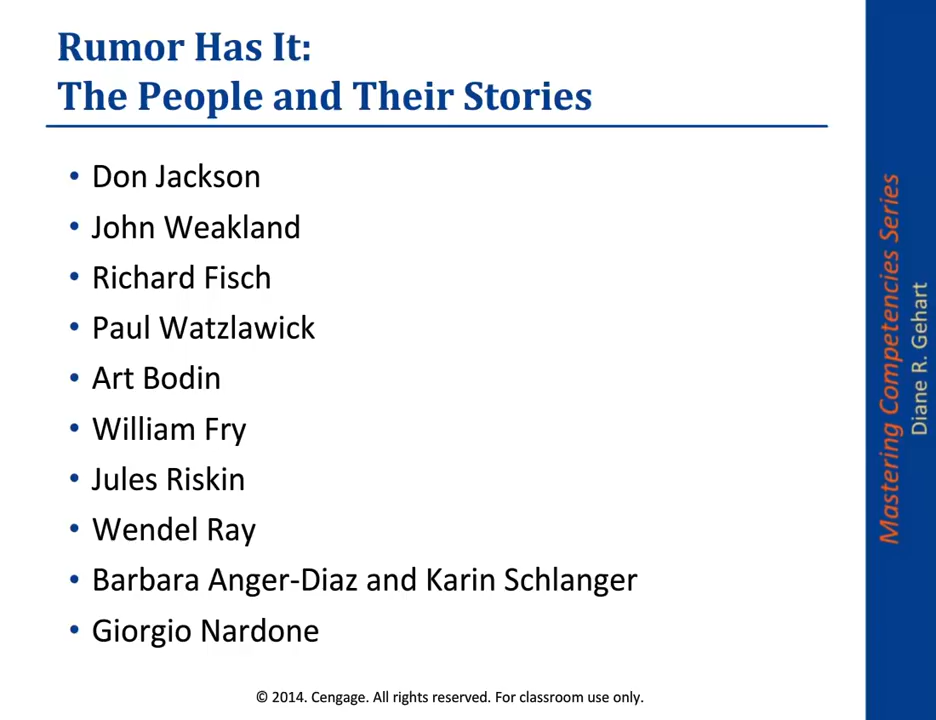 Rumor Has It:
The People and Their Stories
• Don Jackson
• John Weakland
• Richard Fisch
• Paul Watzlawick
• Art Bodin
• William Fry
• Jules Riskin
• Wendel Ray
• Barbara Anger-Diaz and Karin Schlanger
• Giorgio Nardone
© 2014. Cengage. All rights reserved. For classroom use only.
Mastering Competencies Series
Diane R. Gehart